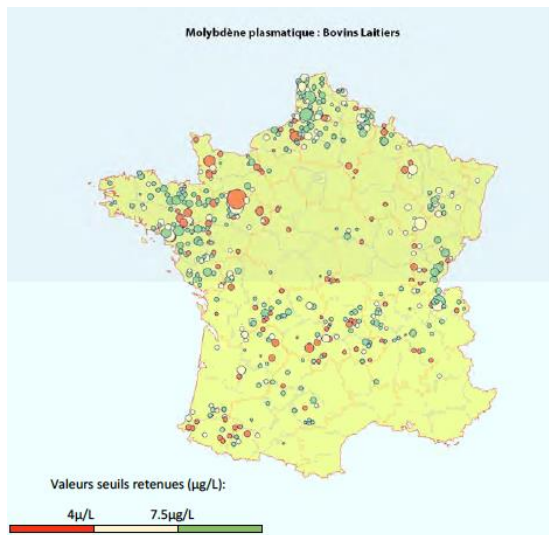 Molybdène plasmatique : Bovins Laitiers
Valeurs seuils retenues (µg/L):
4µ/L 7.5µg/L